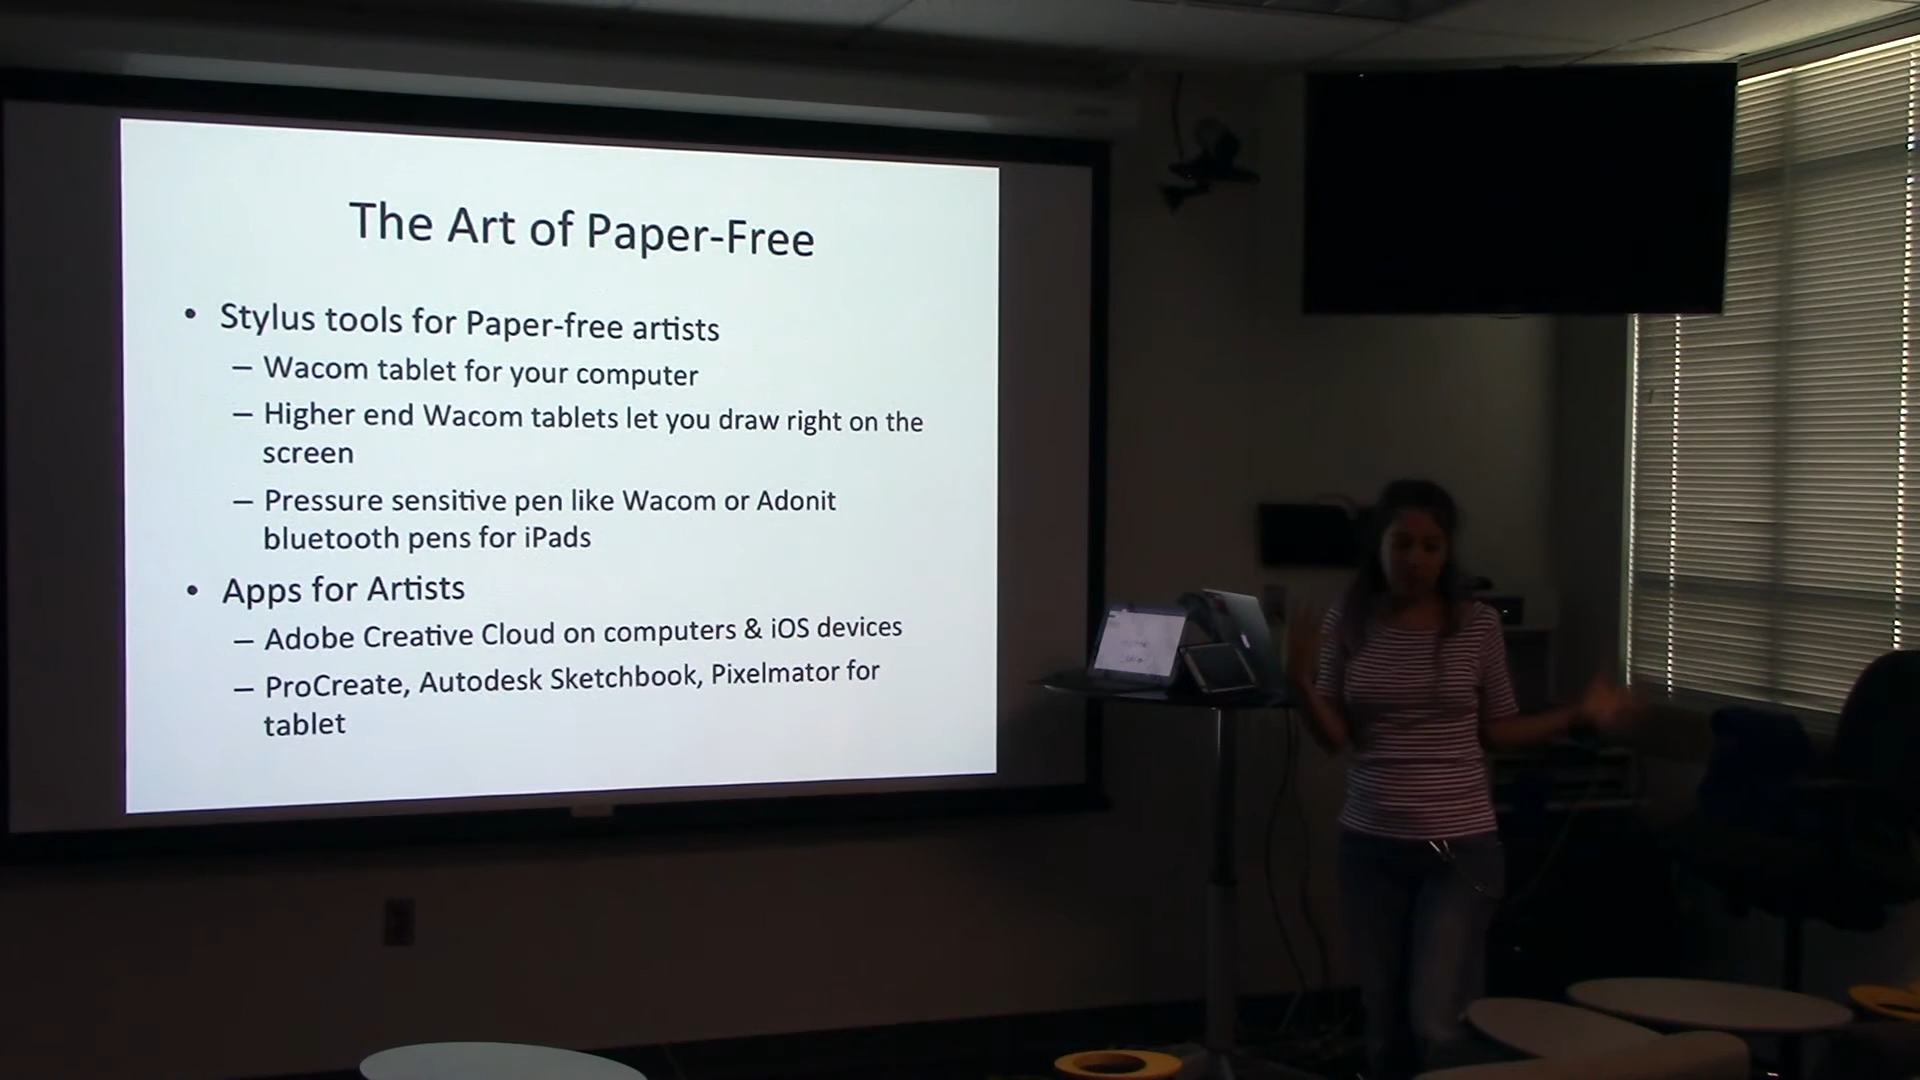 The Art of Paper-Free
• Stylus tools for Paper-free artists
– Wacom tablet for your computer
– Higher end Wacom tablets let you draw right on the
screen
– Pressure sensitive pen like Wacom or Adonit
bluetooth pens for iPads
• Apps for Artists
– Adobe Creative Cloud on computers & iOS devices
– ProCreate, Autodesk Sketchbook, Pixelmator for
tablet